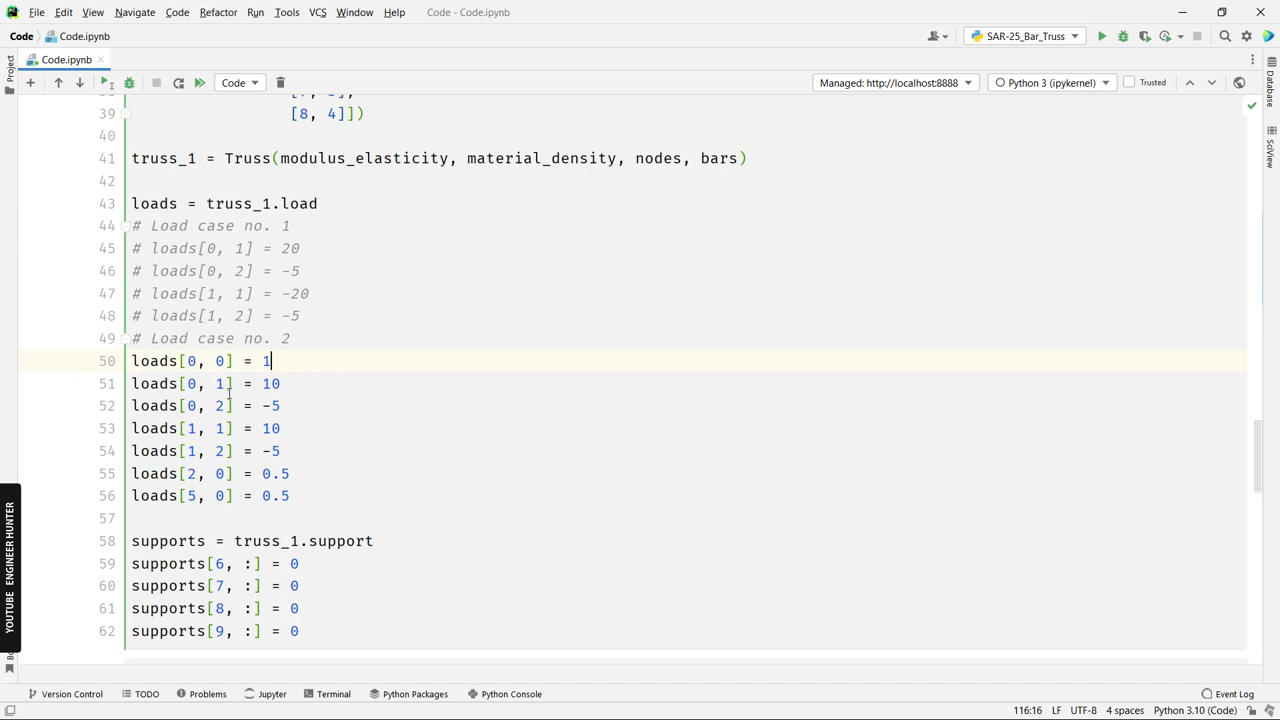 File Edit View Navigate Code Refactor Run Tools VCS Window Help Code - Code.ipynb
Code Code.ipynb SAR-25_Bar_Truss
Project Code.ipynb
Code Managed: http://localhost:8888 Python 3 (ipykernel) Trusted
Database
SciView
39 [8, 4]])
40
41 truss_1 = Truss(modulus_elasticity, material_density, nodes, bars)
42
43 loads = truss_1.load
44 # Load case no. 1
45 # loads[0, 1] = 20
46 # loads[0, 2] = -5
47 # loads[1, 1] = -20
48 # loads[1, 2] = -5
49 # Load case no. 2
50 loads[0, 0] = 1
51 loads[0, 1] = 10
52 loads[0, 2] = -5
53 loads[1, 1] = 10
54 loads[1, 2] = -5
55 loads[2, 0] = 0.5
56 loads[5, 0] = 0.5
57
58 supports = truss_1.support
59 supports[6, :] = 0
60 supports[7, :] = 0
61 supports[8, :] = 0
62 supports[9, :] = 0
YOUTUBE ENGINEER HUNTER
Version Control TODO Problems Jupyter Terminal Python Packages Python Console Event Log
116:16 LF UTF-8 4 spaces Python 3.10 (Code)